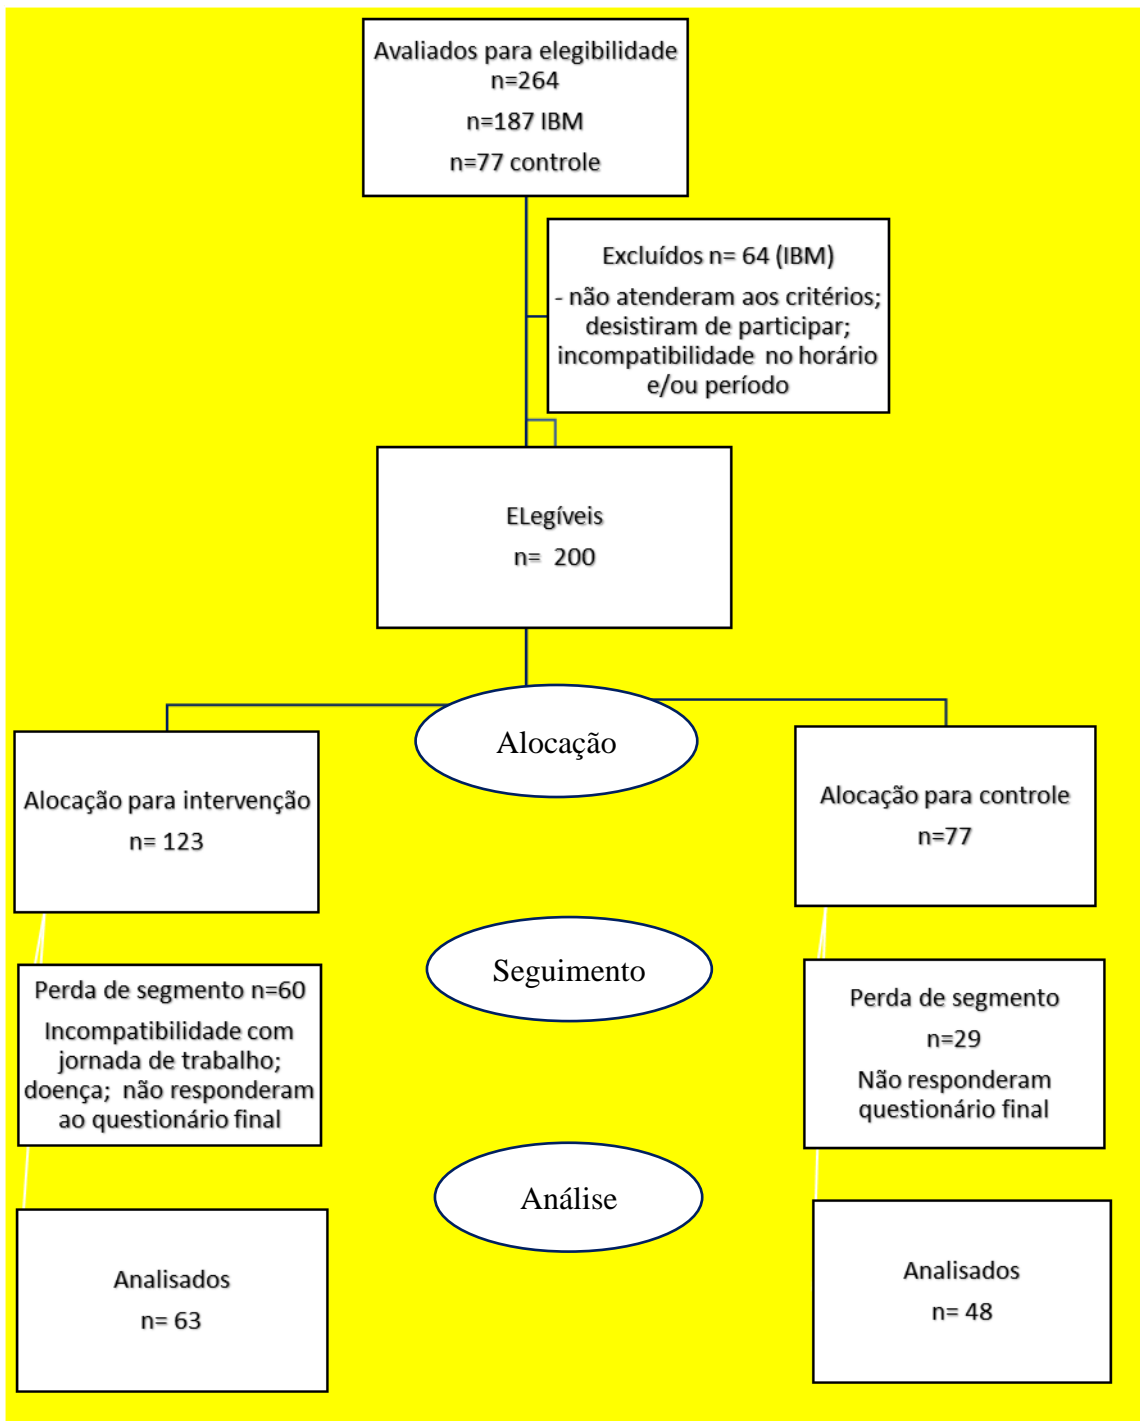 Avaliados para elegibilidade
n=264
n=187 IBM
n=77 controle
Excluídos n= 64 (IBM)
- não atenderam aos critérios;
desistiram de participar;
incompatibilidade no horário
e/ou período
ELegíveis
n= 200
Alocação
Alocação para intervenção
n= 123
Alocação para controle
n=77
Seguimento
Perda de segmento n=60
Incompatibilidade com
jornada de trabalho;
doença; não responderam
ao questionário final
Perda de segmento
n=29
Não responderam
questionário final
Análise
Analisados
n= 63
Analisados
n= 48